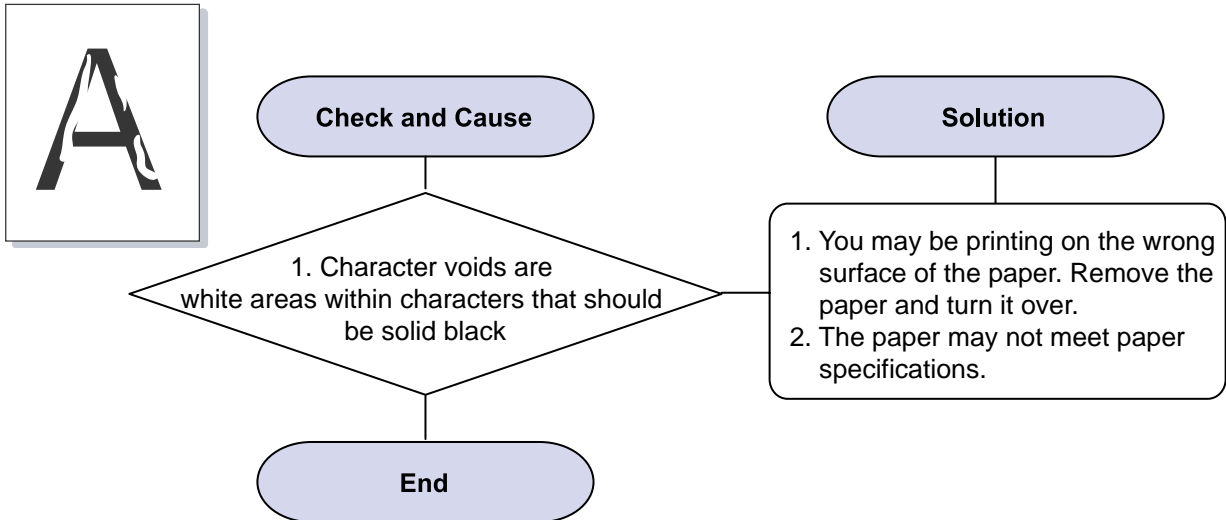 A
Check and Cause
Solution
1. Character voids are
white areas within characters that should
be solid black
1. You may be printing on the wrong
surface of the paper. Remove the
paper and turn it over.
2. The paper may not meet paper
specifications.
End